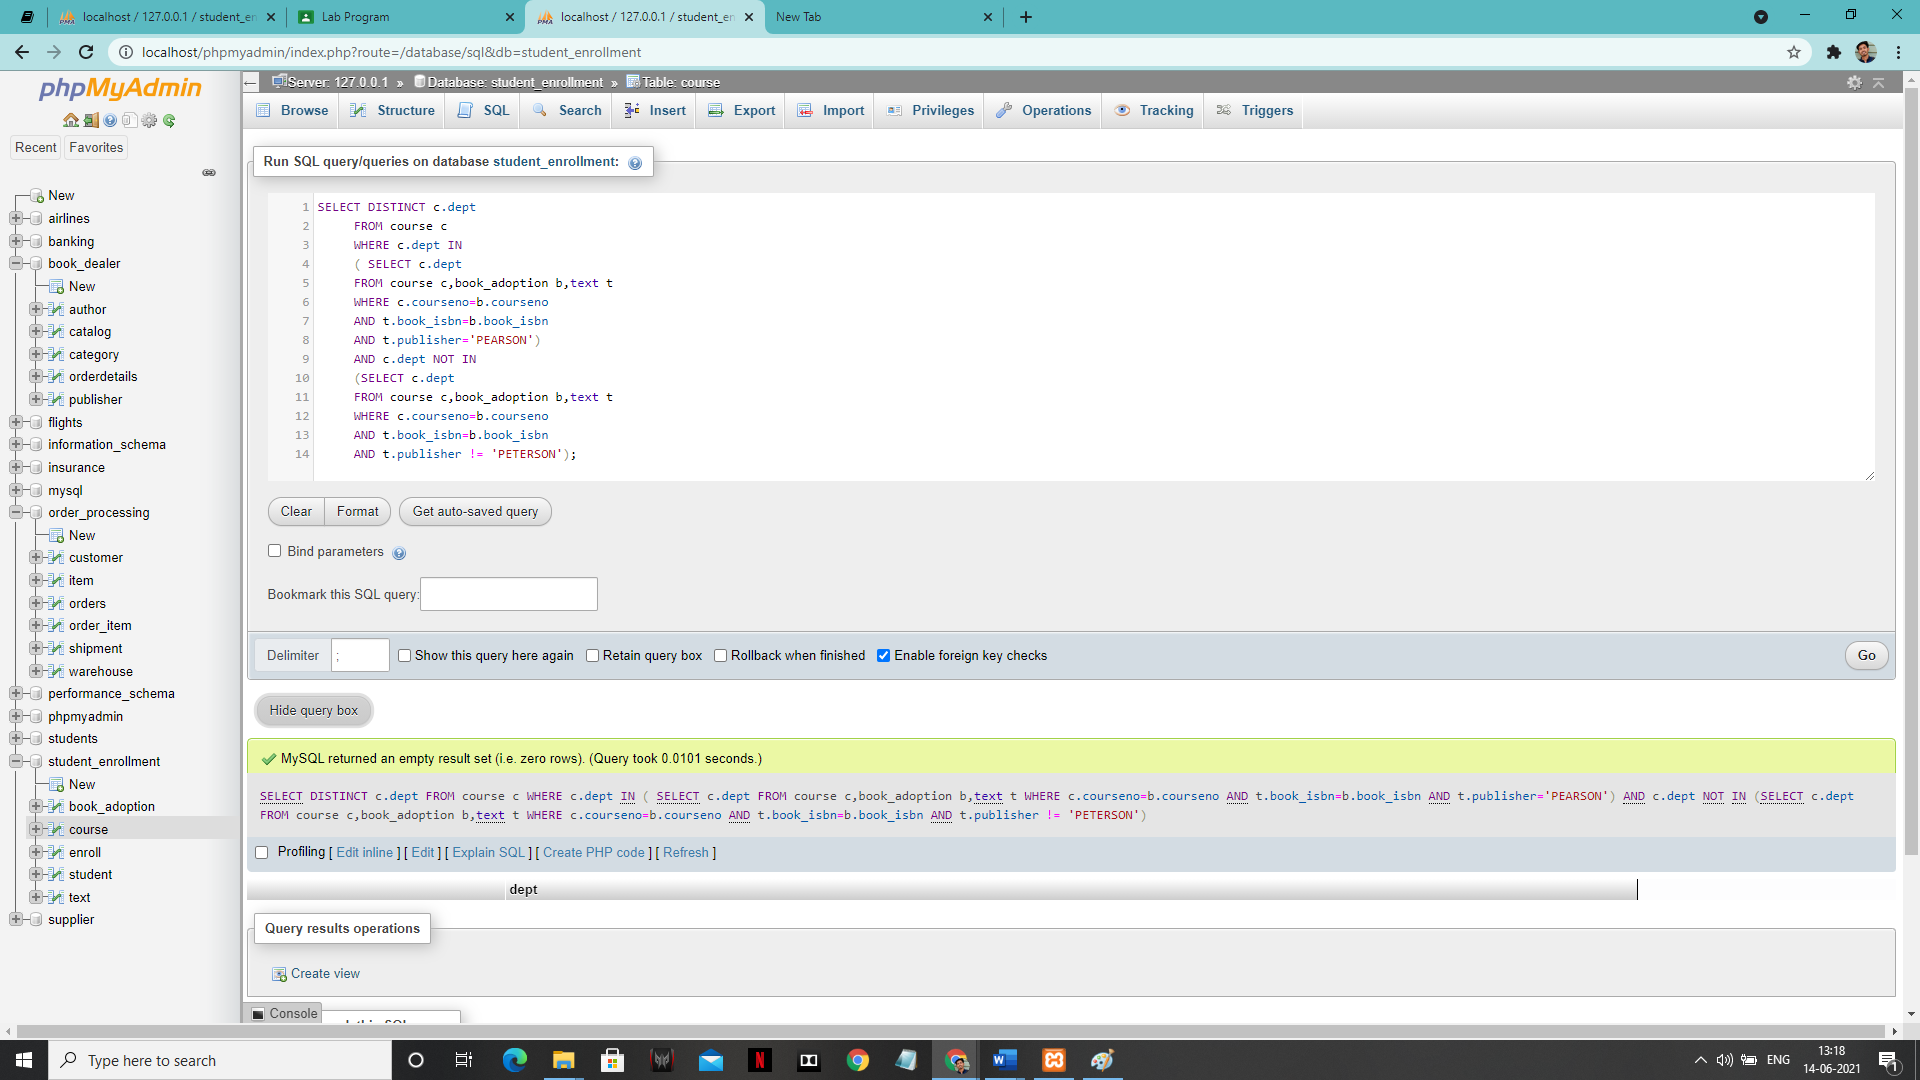 localhost / 127.0.0.1 / student_en
Lab Program
localhost / 127.0.0.1 / student_en
New Tab
localhost/phpmyadmin/index.php?route=/database/sql&db=student_enrollment
phpMyAdmin
Recent
Favorites
New
airlines
banking
book_dealer
New
author
catalog
category
orderdetails
publisher
flights
information_schema
insurance
mysql
order_processing
New
customer
item
orders
order_item
shipment
warehouse
performance_schema
phpmyadmin
students
student_enrollment
New
book_adoption
course
enroll
student
text
supplier
Server: 127.0.0.1 » Database: student_enrollment » Table: course
Browse Structure SQL Search Insert Export Import Privileges Operations Tracking Triggers
Run SQL query/queries on database student_enrollment:
1 SELECT DISTINCT c.dept
2 FROM course c
3 WHERE c.dept IN
4 ( SELECT c.dept
5 FROM course c,book_adoption b,text t
6 WHERE c.courseno=b.courseno
7 AND t.book_isbn=b.book_isbn
8 AND t.publisher='PEARSON')
9 AND c.dept NOT IN
10 (SELECT c.dept
11 FROM course c,book_adoption b,text t
12 WHERE c.courseno=b.courseno
13 AND t.book_isbn=b.book_isbn
14 AND t.publisher != 'PETERSON');
Clear Format Get auto-saved query
Bind parameters
Bookmark this SQL query:
Delimiter ; Show this query here again Retain query box Rollback when finished Enable foreign key checks Go
Hide query box
MySQL returned an empty result set (i.e. zero rows). (Query took 0.0101 seconds.)
SELECT DISTINCT c.dept FROM course c WHERE c.dept IN ( SELECT c.dept FROM course c,book_adoption b,text t WHERE c.courseno=b.courseno AND t.book_isbn=b.book_isbn AND t.publisher='PEARSON') AND c.dept NOT IN (SELECT c.dept
FROM course c,book_adoption b,text t WHERE c.courseno=b.courseno AND t.book_isbn=b.book_isbn AND t.publisher != 'PETERSON')
Profiling [ Edit inline ] [ Edit ] [ Explain SQL ] [ Create PHP code ] [ Refresh ]
dept
Query results operations
Create view
Console
Type here to search
ENG
13:18
14-06-2021
1